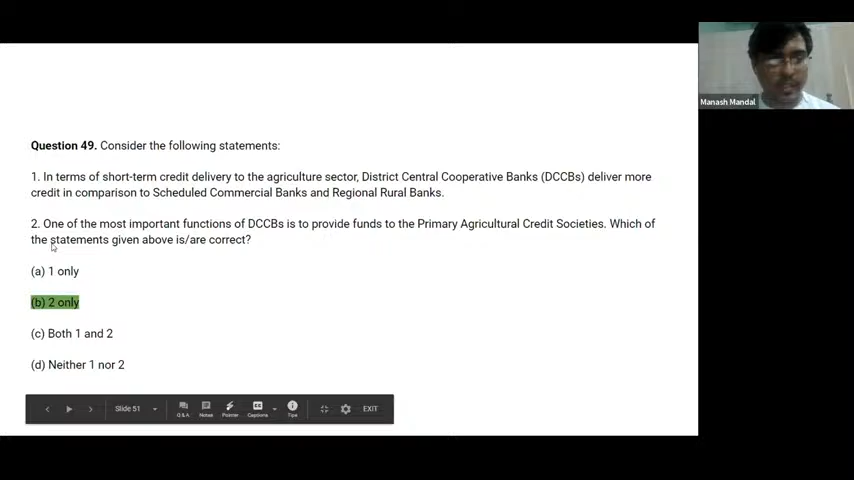 Manash Mandal
Question 49. Consider the following statements:
1. In terms of short-term credit delivery to the agriculture sector, District Central Cooperative Banks (DCCBs) deliver more
credit in comparison to Scheduled Commercial Banks and Regional Rural Banks.
2. One of the most important functions of DCCBs is to provide funds to the Primary Agricultural Credit Societies. Which of
the statements given above is/are correct?
(a) 1 only
(b) 2 only
(c) Both 1 and 2
(d) Neither 1 nor 2
Slide 51
Q&A Notes Pointer Captions Tips EXIT